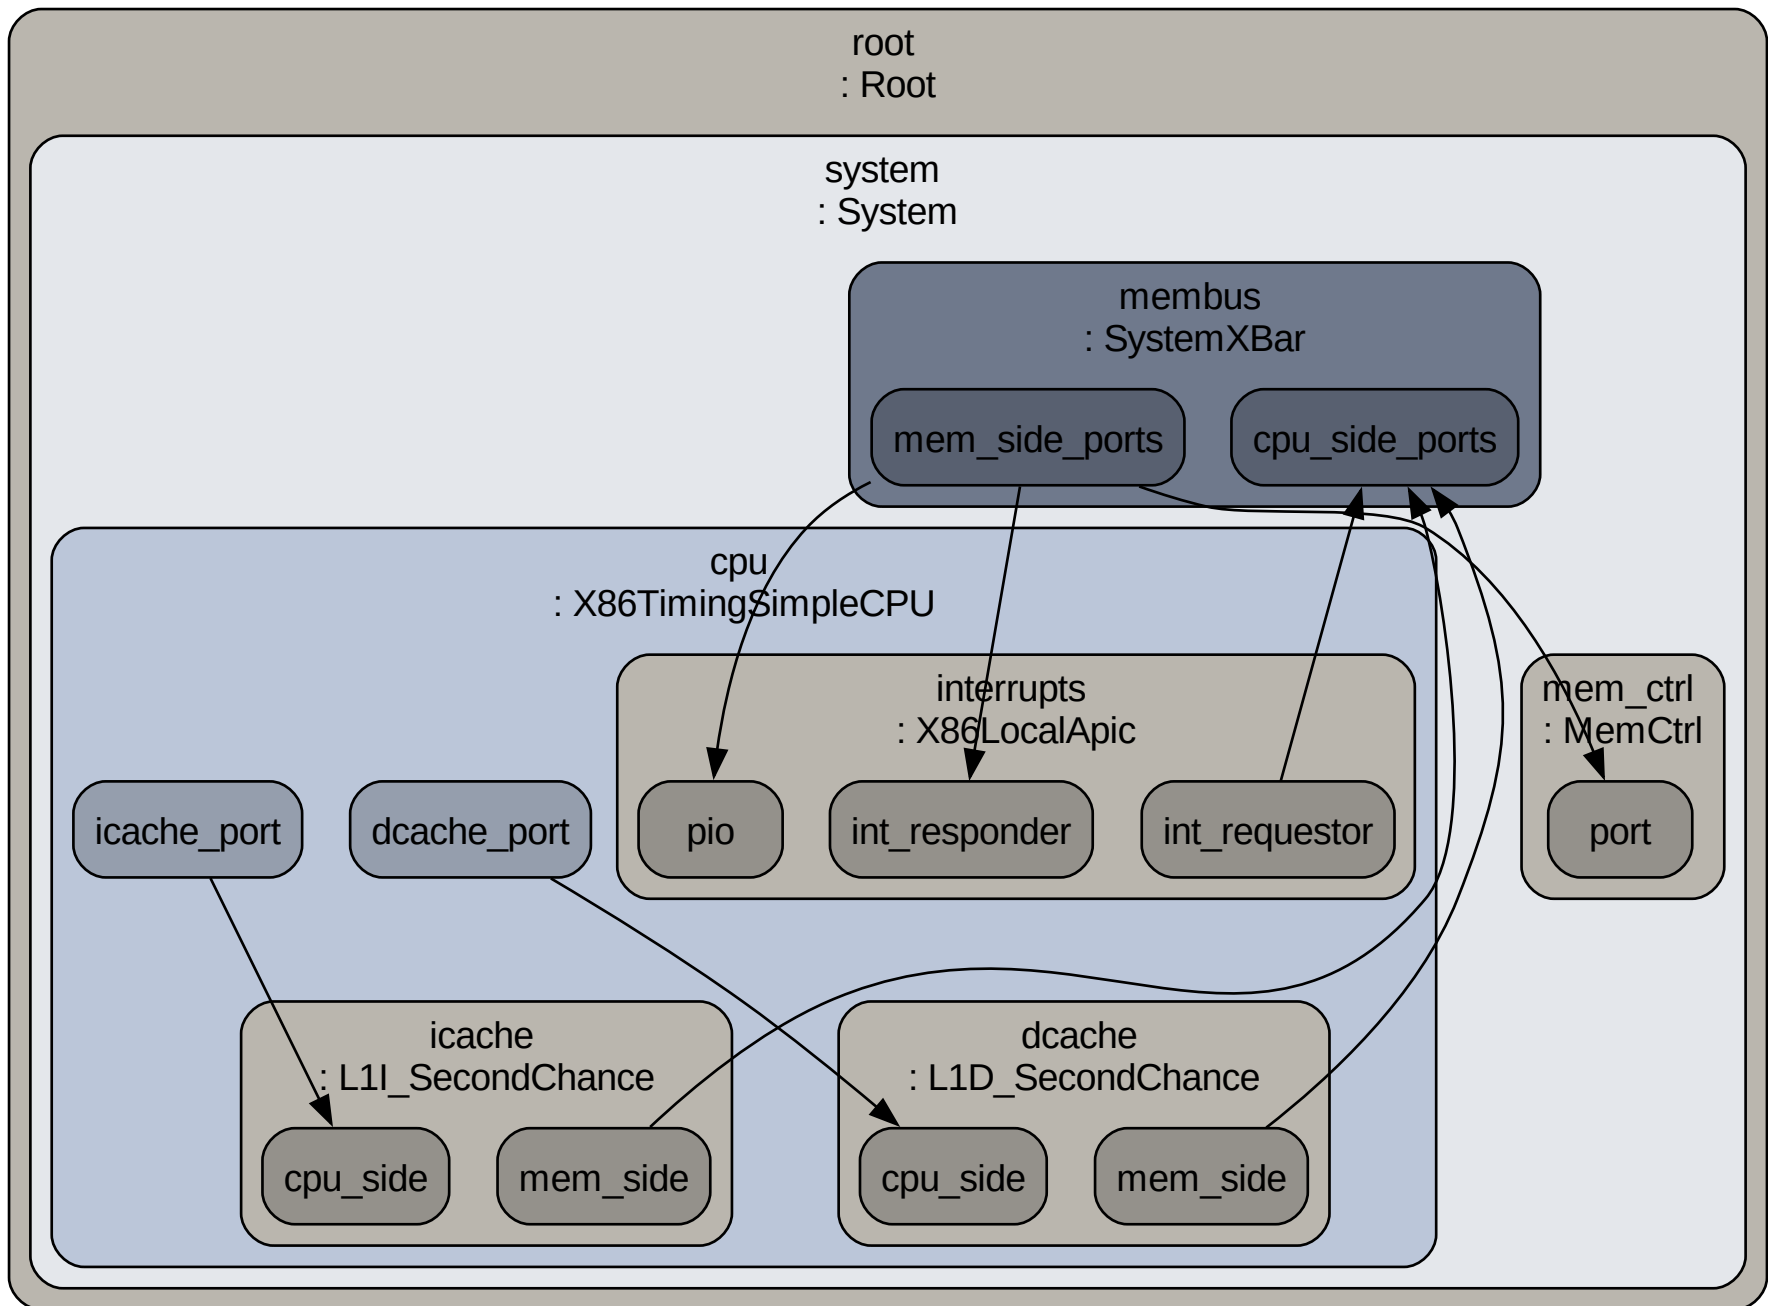 root
: Root
system
: System
membus
: SystemXBar
mem_side_ports
cpu_side_ports
cpu
: X86TimingSimpleCPU
interrupts
: X86LocalApic
mem_ctrl
: MemCtrl
icache_port
dcache_port
pio
int_responder
int_requestor
port
icache
: L1I_SecondChance
dcache
: L1D_SecondChance
cpu_side
mem_side
cpu_side
mem_side